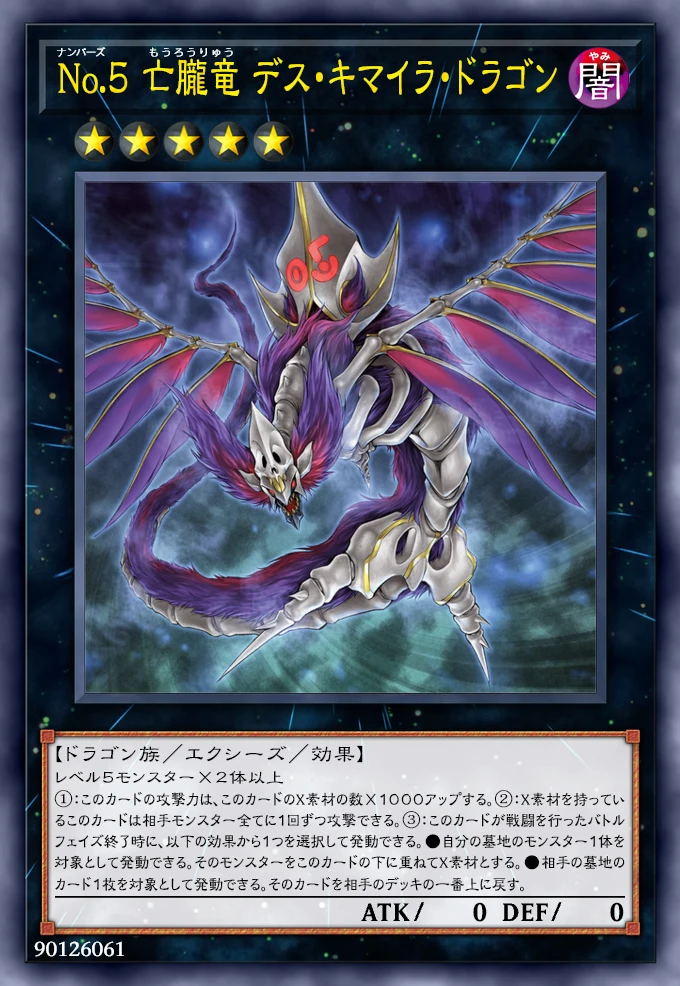 ナンバーズ もうろうりゅう
No.5 亡朧竜 デス・キマイラ・ドラゴン
やみ
闇
05
【ドラゴン族／エクシーズ／効果】
レベル5モンスター×2体以上
①:このカードの攻撃力は、このカードのX素材の数×1000アップする。②:X素材を持ってい
るこのカードは相手モンスター全てに1回ずつ攻撃できる。③:このカードが戦闘を行ったバトル
フェイズ終了時に、以下の効果から1つを選択して発動できる。●自分の墓地のモンスター1体を
対象として発動できる。そのモンスターをこのカードの下に重ねてX素材とする。●相手の墓地の
カード1枚を対象として発動できる。そのカードを相手のデッキの一番上に戻す。
ATK/ 0 DEF/ 0
90126061